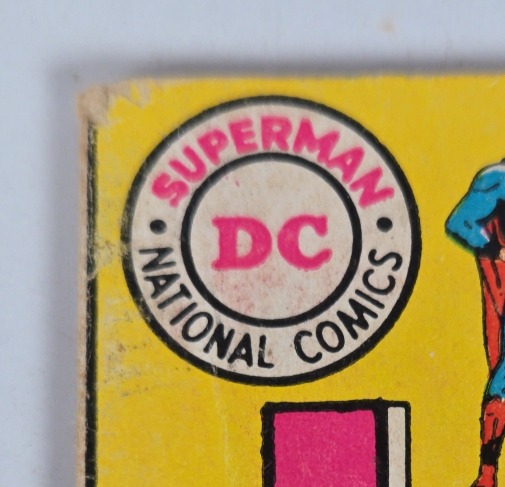 SUPERMAN
DC
· NATIONAL COMICS ·